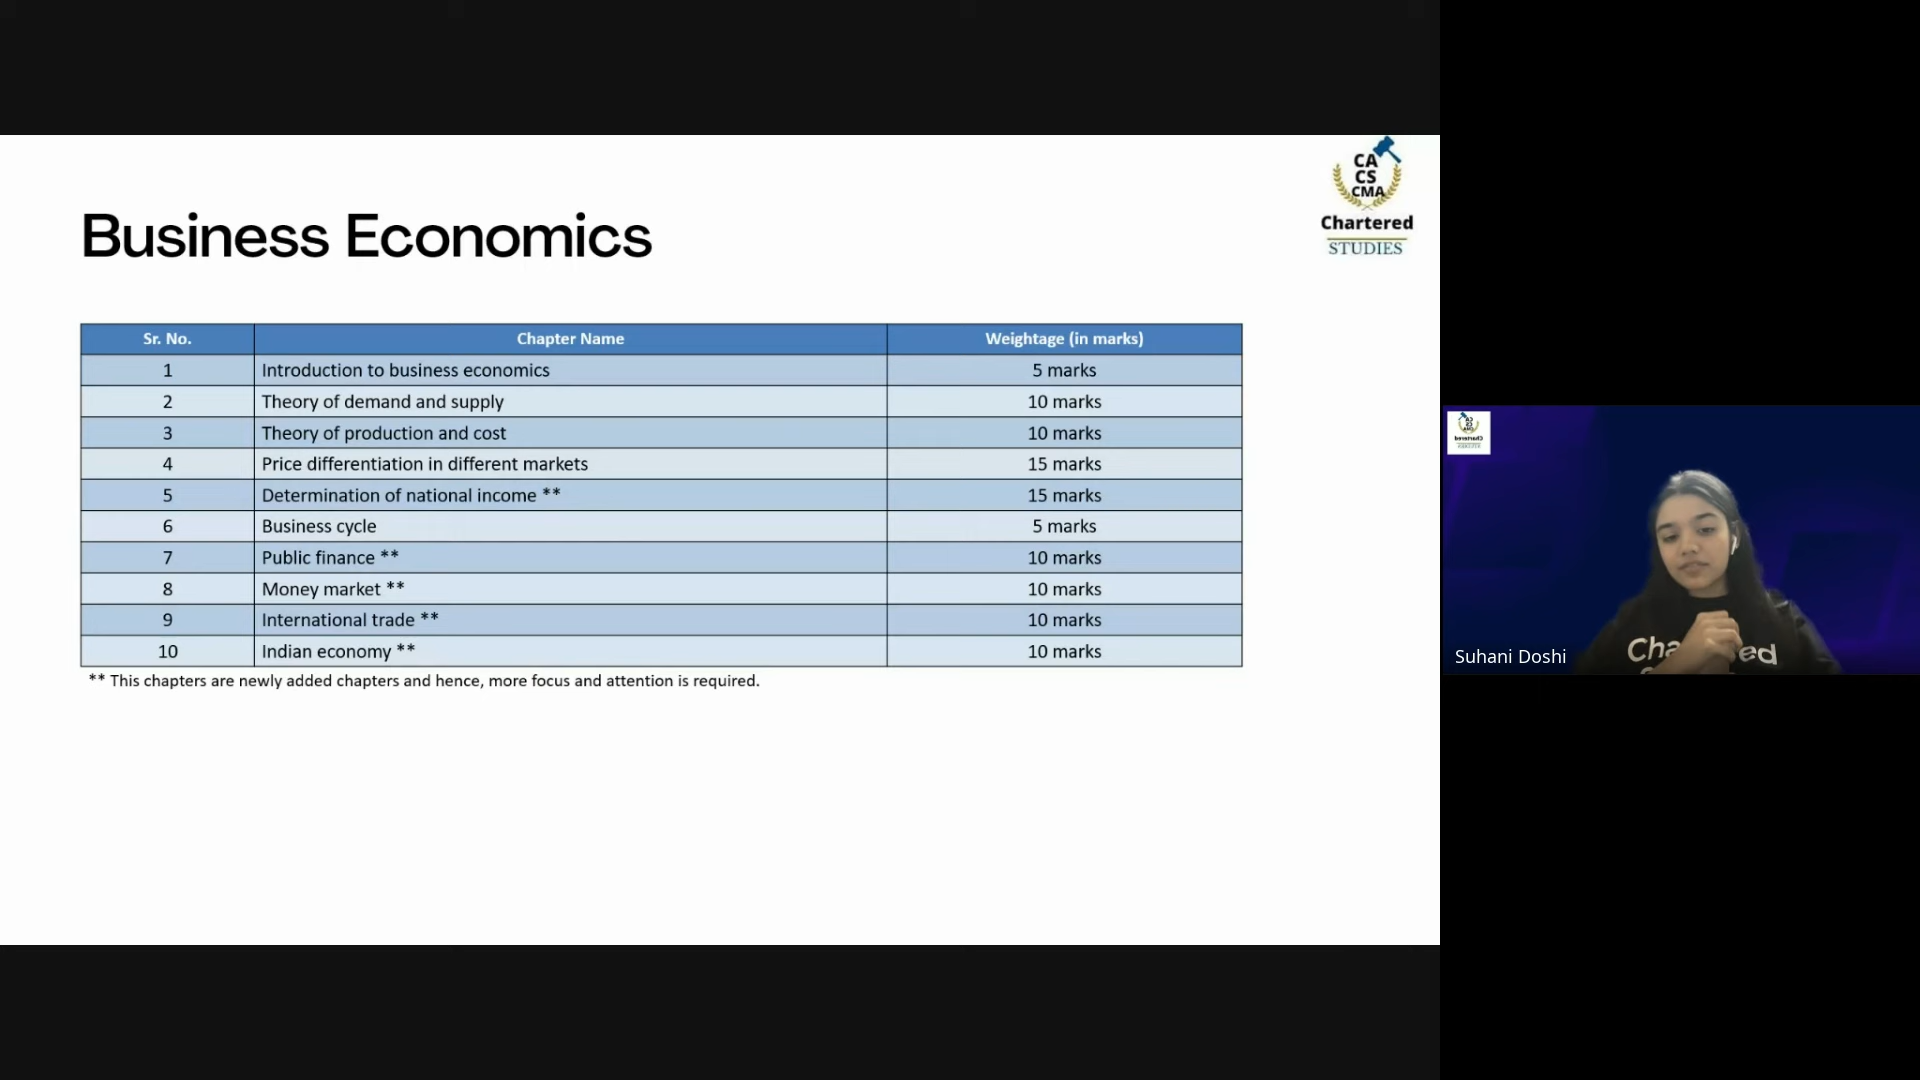 CA
CS
CMA
Chartered
STUDIES
Business Economics
Sr. No. Chapter Name Weightage (in marks)
1 Introduction to business economics 5 marks
2 Theory of demand and supply 10 marks
3 Theory of production and cost 10 marks
4 Price differentiation in different markets 15 marks
5 Determination of national income ** 15 marks
6 Business cycle 5 marks
7 Public finance ** 10 marks
8 Money market ** 10 marks
9 International trade ** 10 marks
10 Indian economy ** 10 marks
** This chapters are newly added chapters and hence, more focus and attention is required.
Suhani Doshi